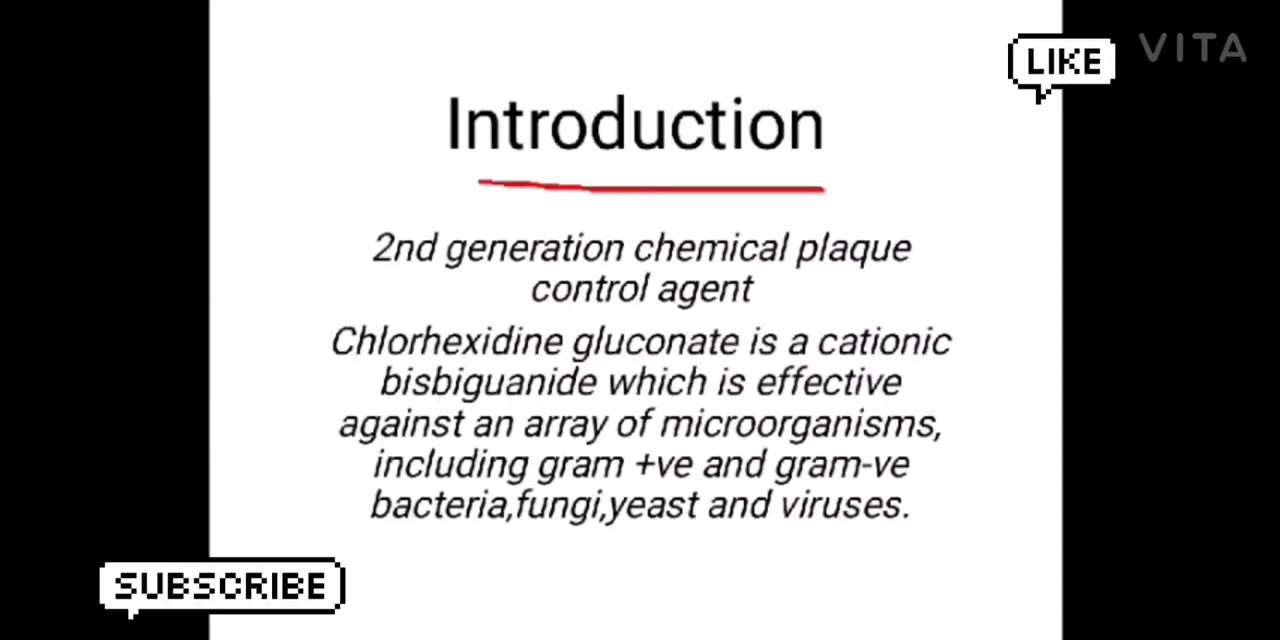 LIKE
VITA
Introduction
2nd generation chemical plaque
control agent
Chlorhexidine gluconate is a cationic
bisbiguanide which is effective
against an array of microorganisms,
including gram +ve and gram-ve
bacteria,fungi,yeast and viruses.
SUBSCRIBE